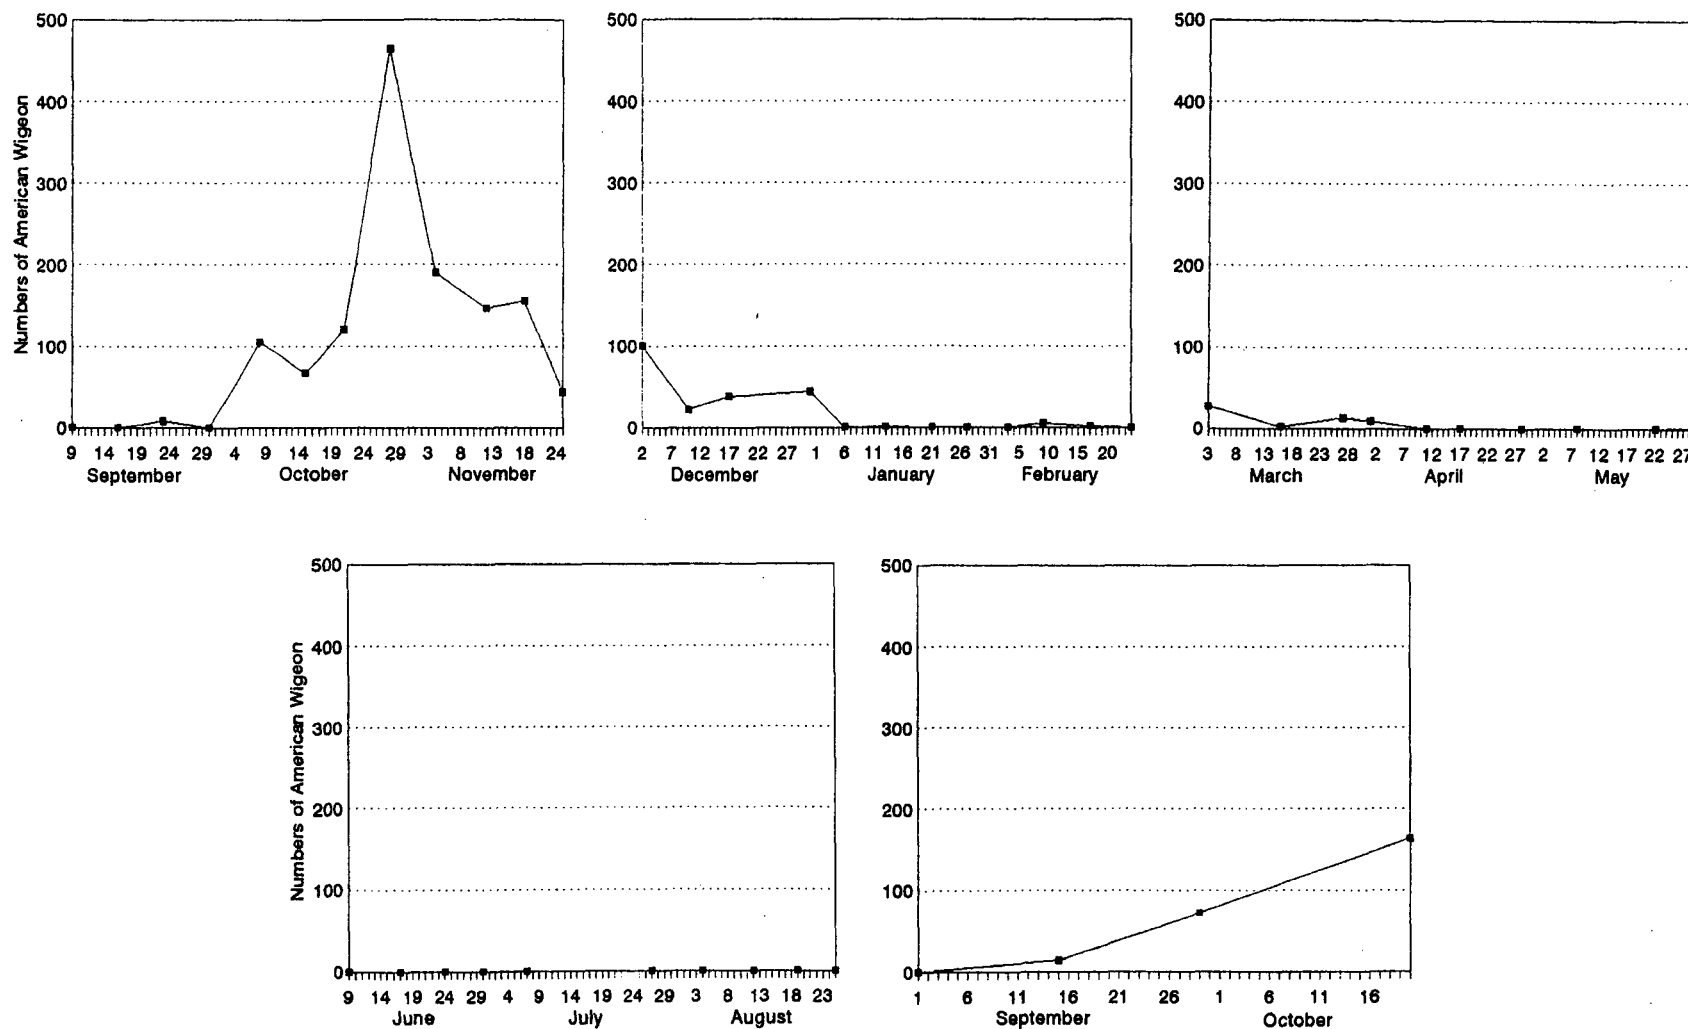 Numbers of American Wigeon
500
400
300
200
100
0
9 14 19 24 29 4 9 14 19 24 29 3 8 13 18 24
September October November
500
400
300
200
100
0
2 7 12 17 22 27 1 6 11 16 21 26 31 5 10 15 20
December January February
500
400
300
200
100
0
3 8 13 18 23 28 2 7 12 17 22 27 2 7 12 17 22 27
March April May
Numbers of American Wigeon
500
400
300
200
100
0
9 14 19 24 29 4 9 14 19 24 29 3 8 13 18 23
June July August
500
400
300
200
100
0
1 6 11 16 21 26 1 6 11 16
September October